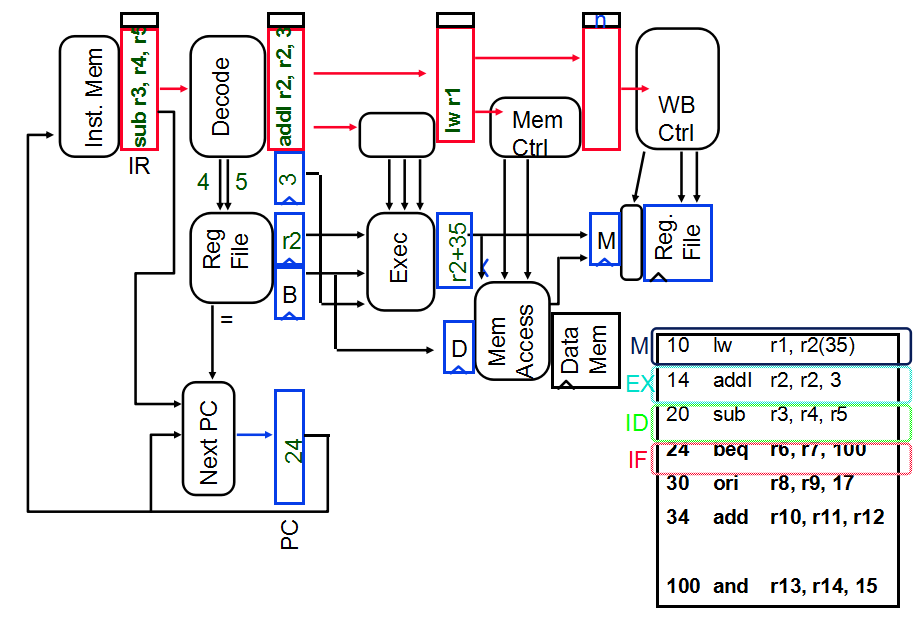 n
Inst. Mem
sub r3, r4, r5
Decode
addI r2, r2, 3
lw r1
Mem
Ctrl
WB
Ctrl
IR
4
5
3
Reg
File
r2
B
Exec
r2+35
M
Reg.
File
=
D
Mem
Access
Data
Mem
Next PC
24
PC
M 10 lw r1, r2(35)
EX 14 addI r2, r2, 3
ID 20 sub r3, r4, r5
IF 24 beq r6, r7, 100
30 ori r8, r9, 17
34 add r10, r11, r12
100 and r13, r14, 15